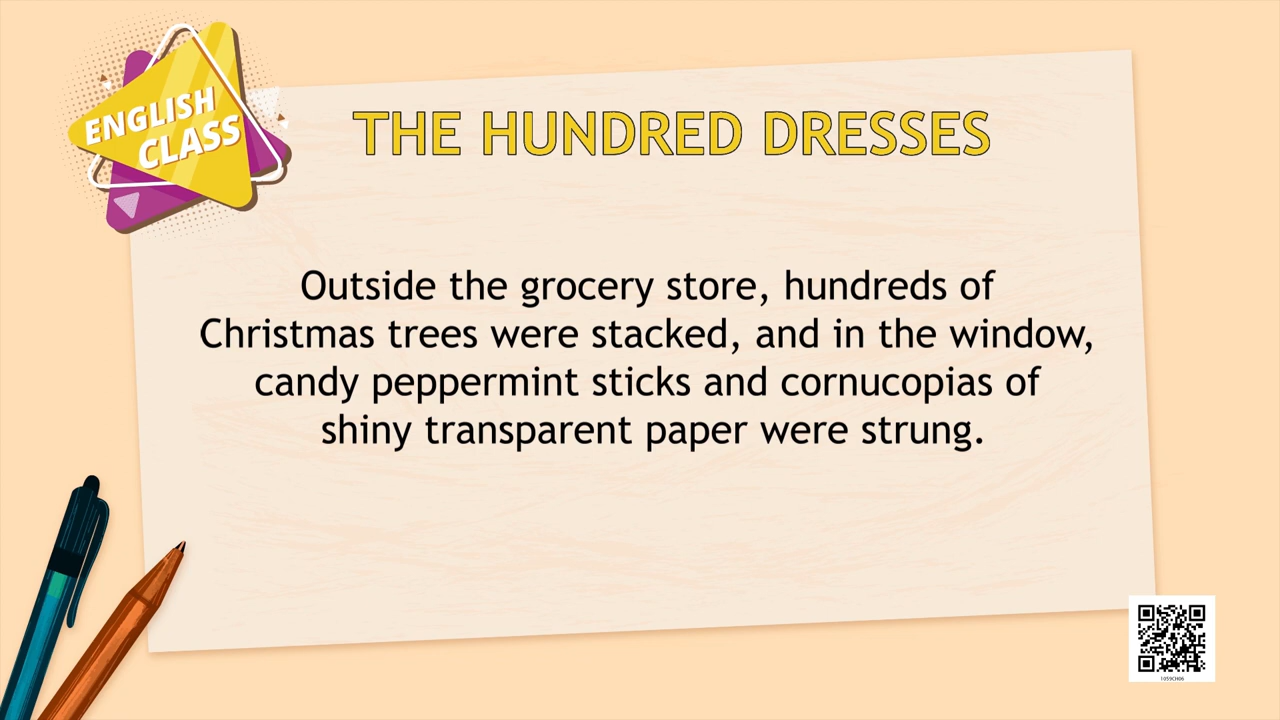 ENGLISH
CLASS
THE HUNDRED DRESSES
Outside the grocery store, hundreds of
Christmas trees were stacked, and in the window,
candy peppermint sticks and cornucopias of
shiny transparent paper were strung.
1059CH06